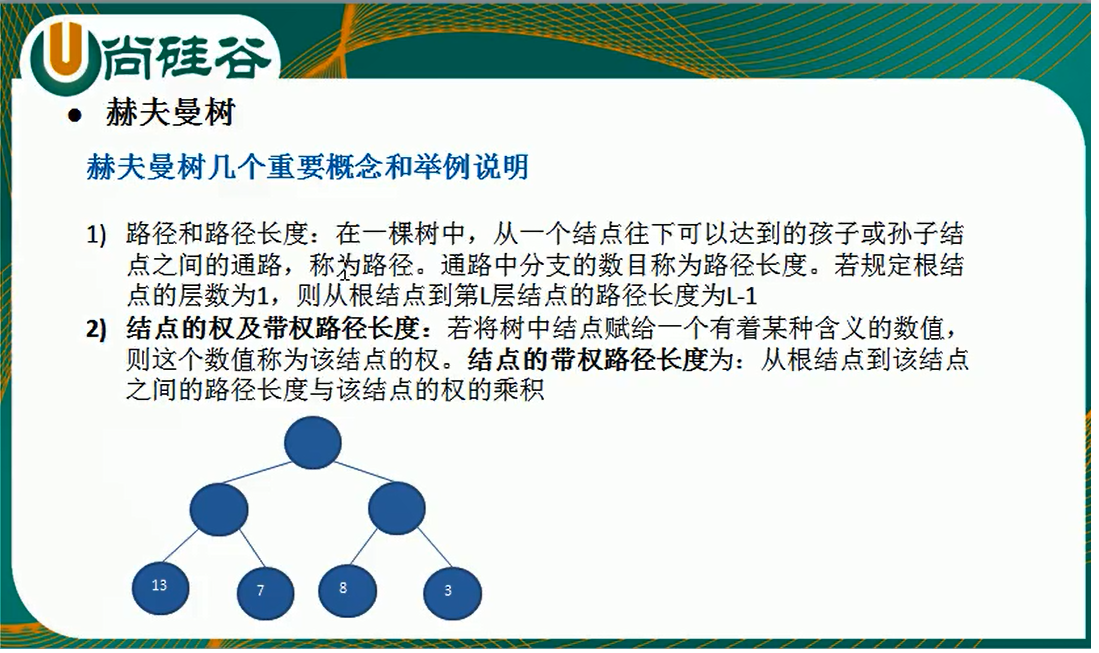 尚硅谷
● 赫夫曼树
赫夫曼树几个重要概念和举例说明
1) 路径和路径长度：在一棵树中，从一个结点往下可以达到的孩子或孙子结
点之间的通路，称为路径。通路中分支的数目称为路径长度。若规定根结
点的层数为1，则从根结点到第L层结点的路径长度为L-1
2) 结点的权及带权路径长度：若将树中结点赋给一个有着某种含义的数值，
则这个数值称为该结点的权。结点的带权路径长度为：从根结点到该结点
之间的路径长度与该结点的权的乘积
13 7 8 3